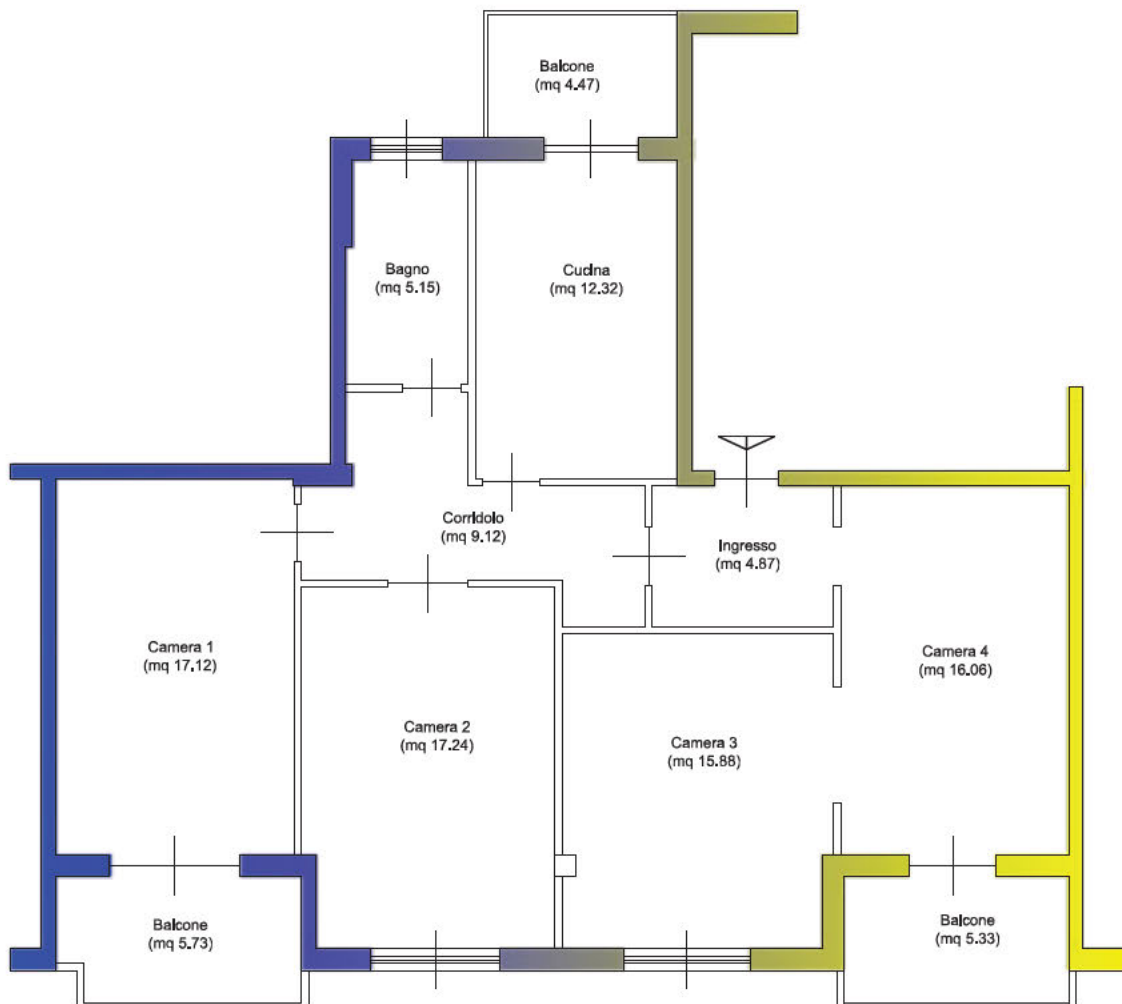 Balcone
(mq 4.47)
Bagno
(mq 5.15)
Cucina
(mq 12.32)
Corridoio
(mq 9.12)
Ingresso
(mq 4.87)
Camera 1
(mq 17.12)
Camera 4
(mq 16.06)
Camera 2
(mq 17.24)
Camera 3
(mq 15.88)
Balcone
(mq 5.73)
Balcone
(mq 5.33)